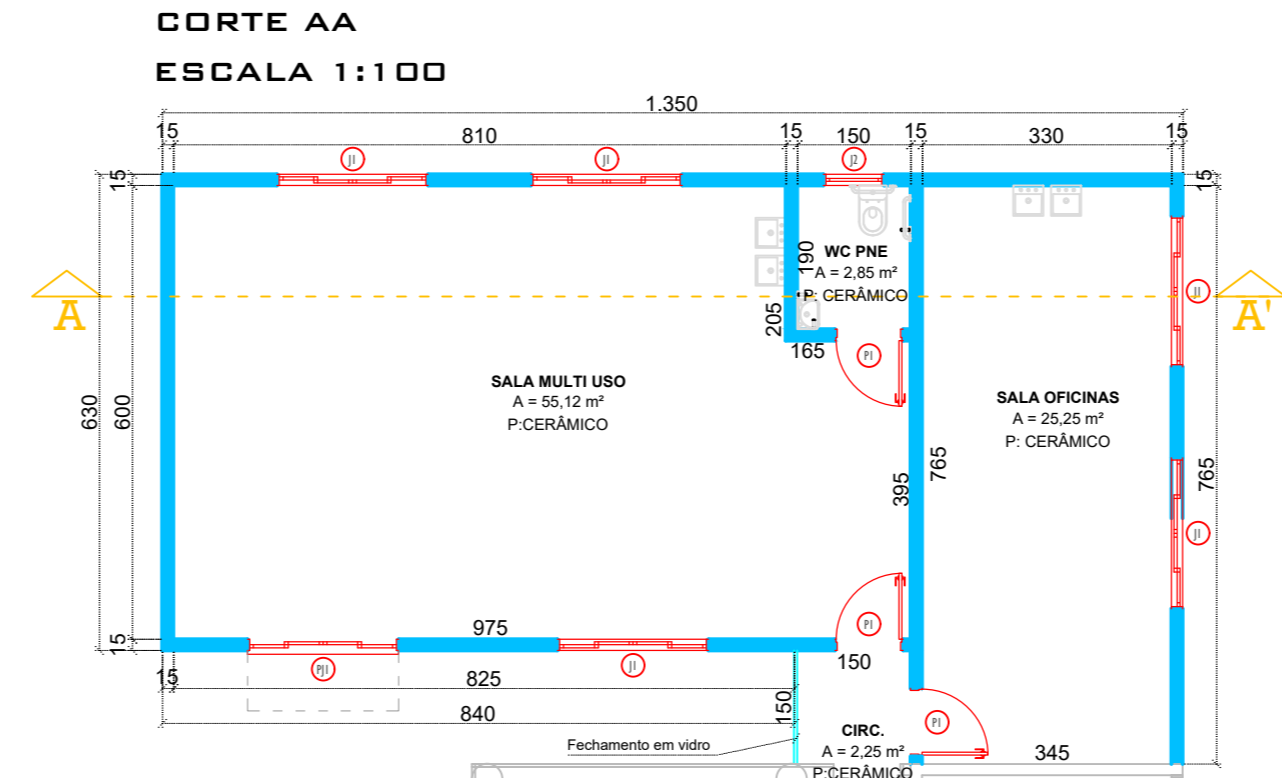 CORTE AA
ESCALA 1:100
1.350
15 810 15 150 15 330 15
J1 J1 J2
15 15
WC PNE
A = 2,85 m²
P: CERÂMICO
190
A A'
J1
205
165
P1
SALA MULTI USO
A = 55,12 m²
P:CERÂMICO
SALA OFICINAS
A = 25,25 m²
P: CERÂMICO
630 600
395 765 765
J1
15
975
P1
PJ1 J1
150
15 825
840
150
Fechamento em vidro
CIRC.
A = 2,25 m²
P:CERÂMICO
P1
345